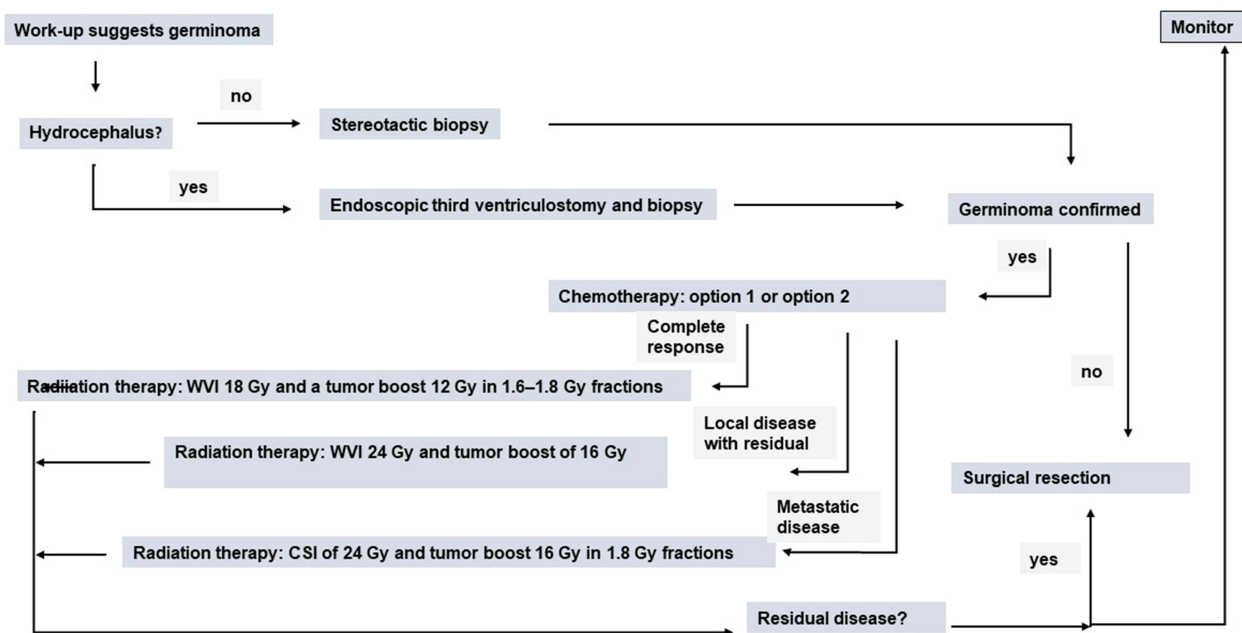 Work-up suggests germinoma
Monitor
no
Hydrocephalus?
Stereotactic biopsy
yes
Endoscopic third ventriculostomy and biopsy
Germinoma confirmed
yes
Chemotherapy: option 1 or option 2
Complete
response
no
Radiation therapy: WVI 18 Gy and a tumor boost 12 Gy in 1.6–1.8 Gy fractions
Local disease
with residual
Radiation therapy: WVI 24 Gy and tumor boost of 16 Gy
Surgical resection
Metastatic
disease
Radiation therapy: CSI of 24 Gy and tumor boost 16 Gy in 1.8 Gy fractions
yes
Residual disease?